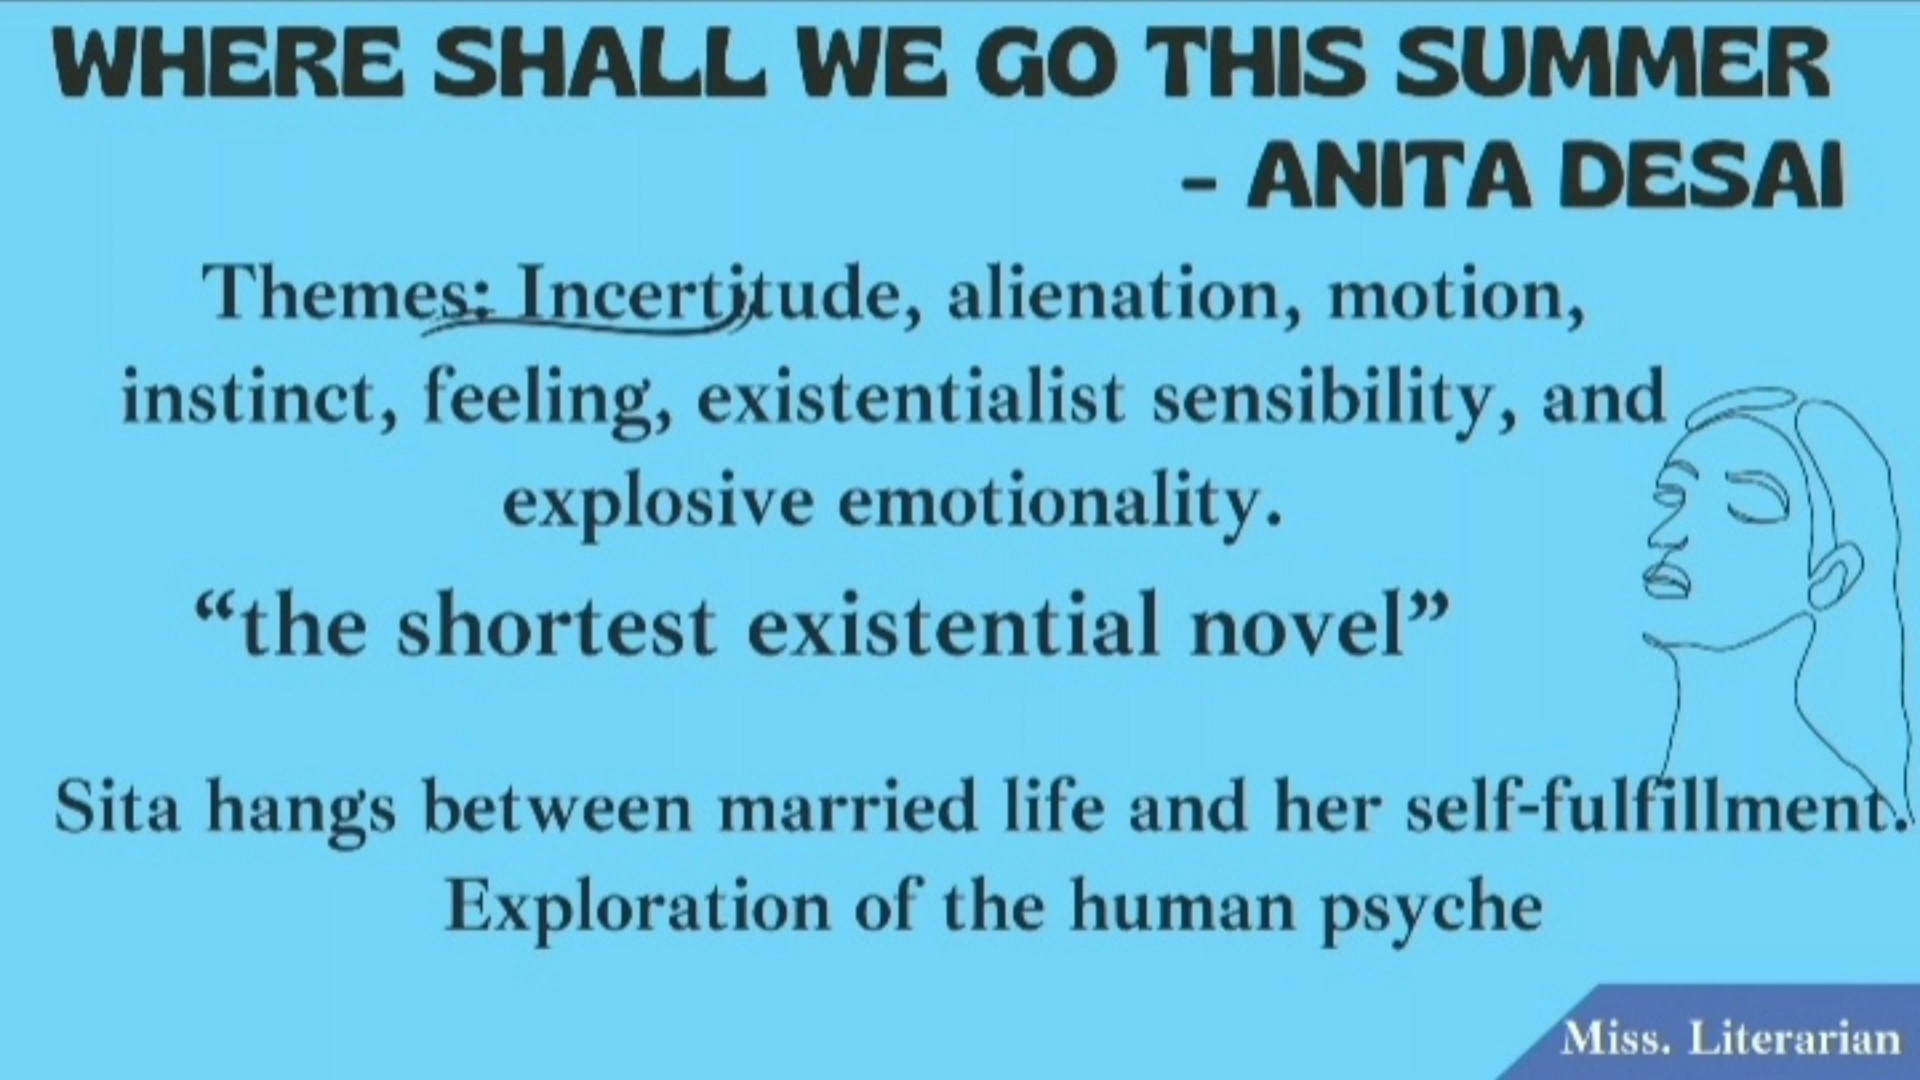 WHERE SHALL WE GO THIS SUMMER
- ANITA DESAI
Themes: Incertitude, alienation, motion,
instinct, feeling, existentialist sensibility, and
explosive emotionality.
“the shortest existential novel”
Sita hangs between married life and her self-fulfillment.
Exploration of the human psyche
Miss. Literarian